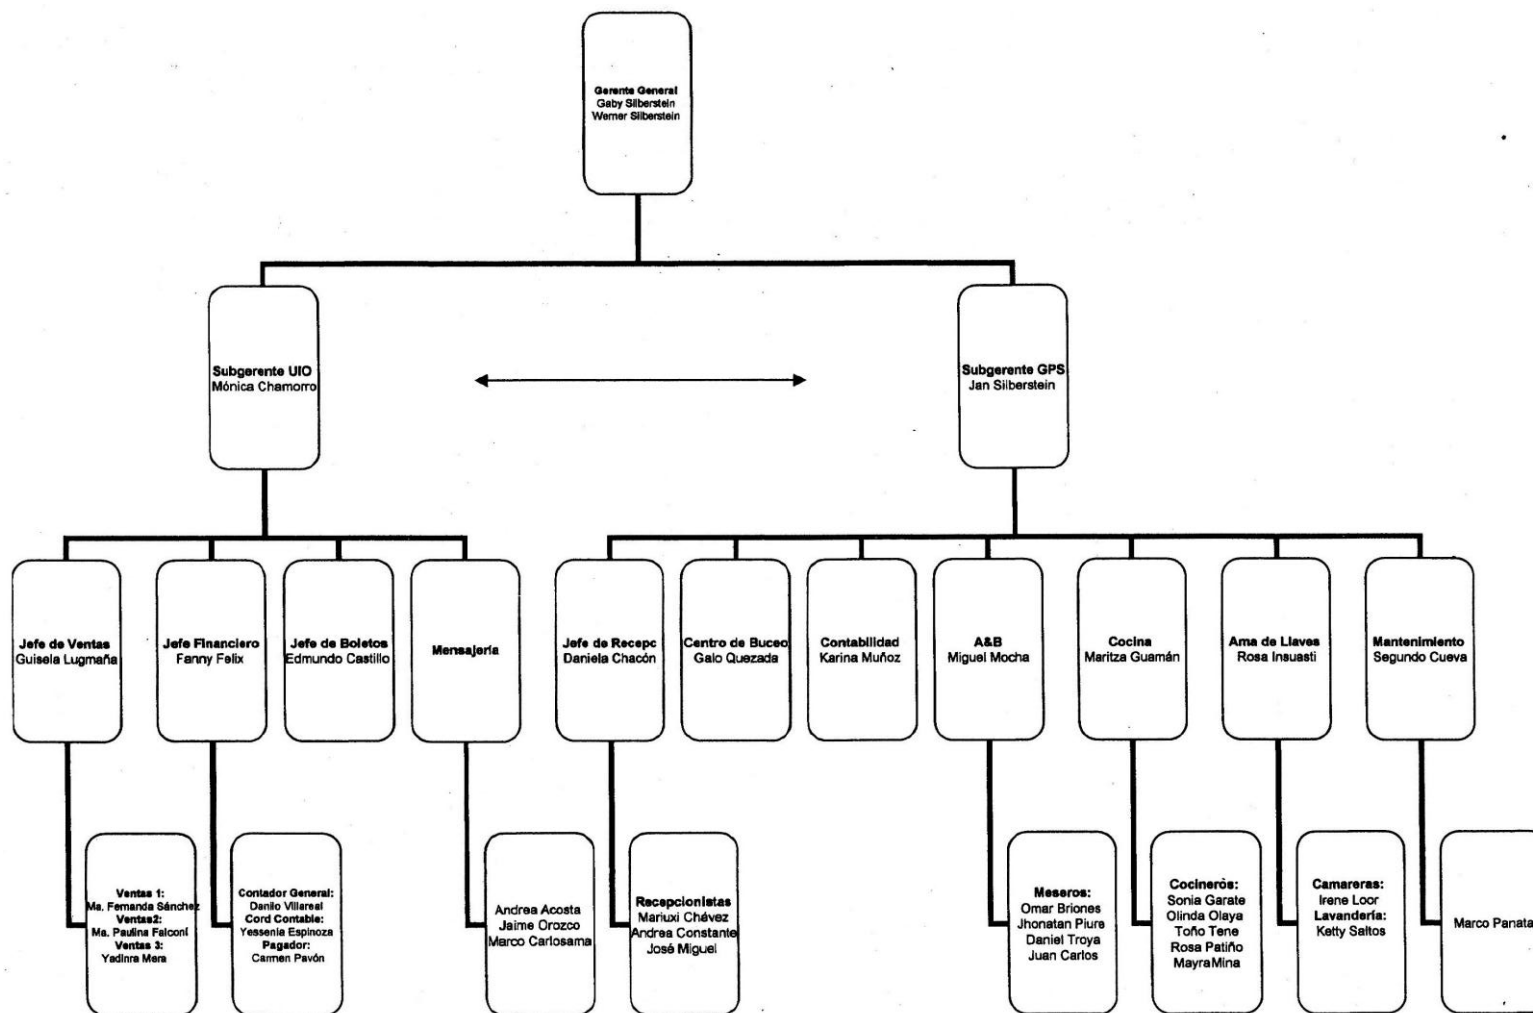 Gerente General
Gaby Silberstein
Werner Silberstein
Subgerente UIO
Mónica Chamorro
Subgerente GPS
Jan Silberstein
Jefe de Ventas
Guisela Lugmaña
Jefe Financiero
Fanny Felix
Jefe de Boletos
Edmundo Castillo
Mensajería
Jefe de Recepc
Daniela Chacón
Centro de Buceo
Galo Quezada
Contabilidad
Karina Muñoz
A&B
Miguel Mocha
Cocina
Maritza Guamán
Ama de Llaves
Rosa Insuasti
Mantenimiento
Segundo Cueva
Ventas 1:
Ma. Fernanda Sánchez
Ventas2:
Ma. Paulina Falconí
Ventas 3:
Yadinra Mera
Contador General:
Danilo Villareal
Cord Contable:
Yessenia Espinoza
Pagador:
Carmen Pavón
Andrea Acosta
Jaime Orozco
Marco Carlosama
Recepcionistas
Mariuxi Chávez
Andrea Constante
José Miguel
Meseros:
Omar Briones
Jhonatan Piure
Daniel Troya
Juan Carlos
Cocineros:
Sonia Garate
Olinda Olaya
Toño Tene
Rosa Patiño
MayraMina
Camareras:
Irene Loor
Lavandería:
Ketty Saltos
Marco Panata